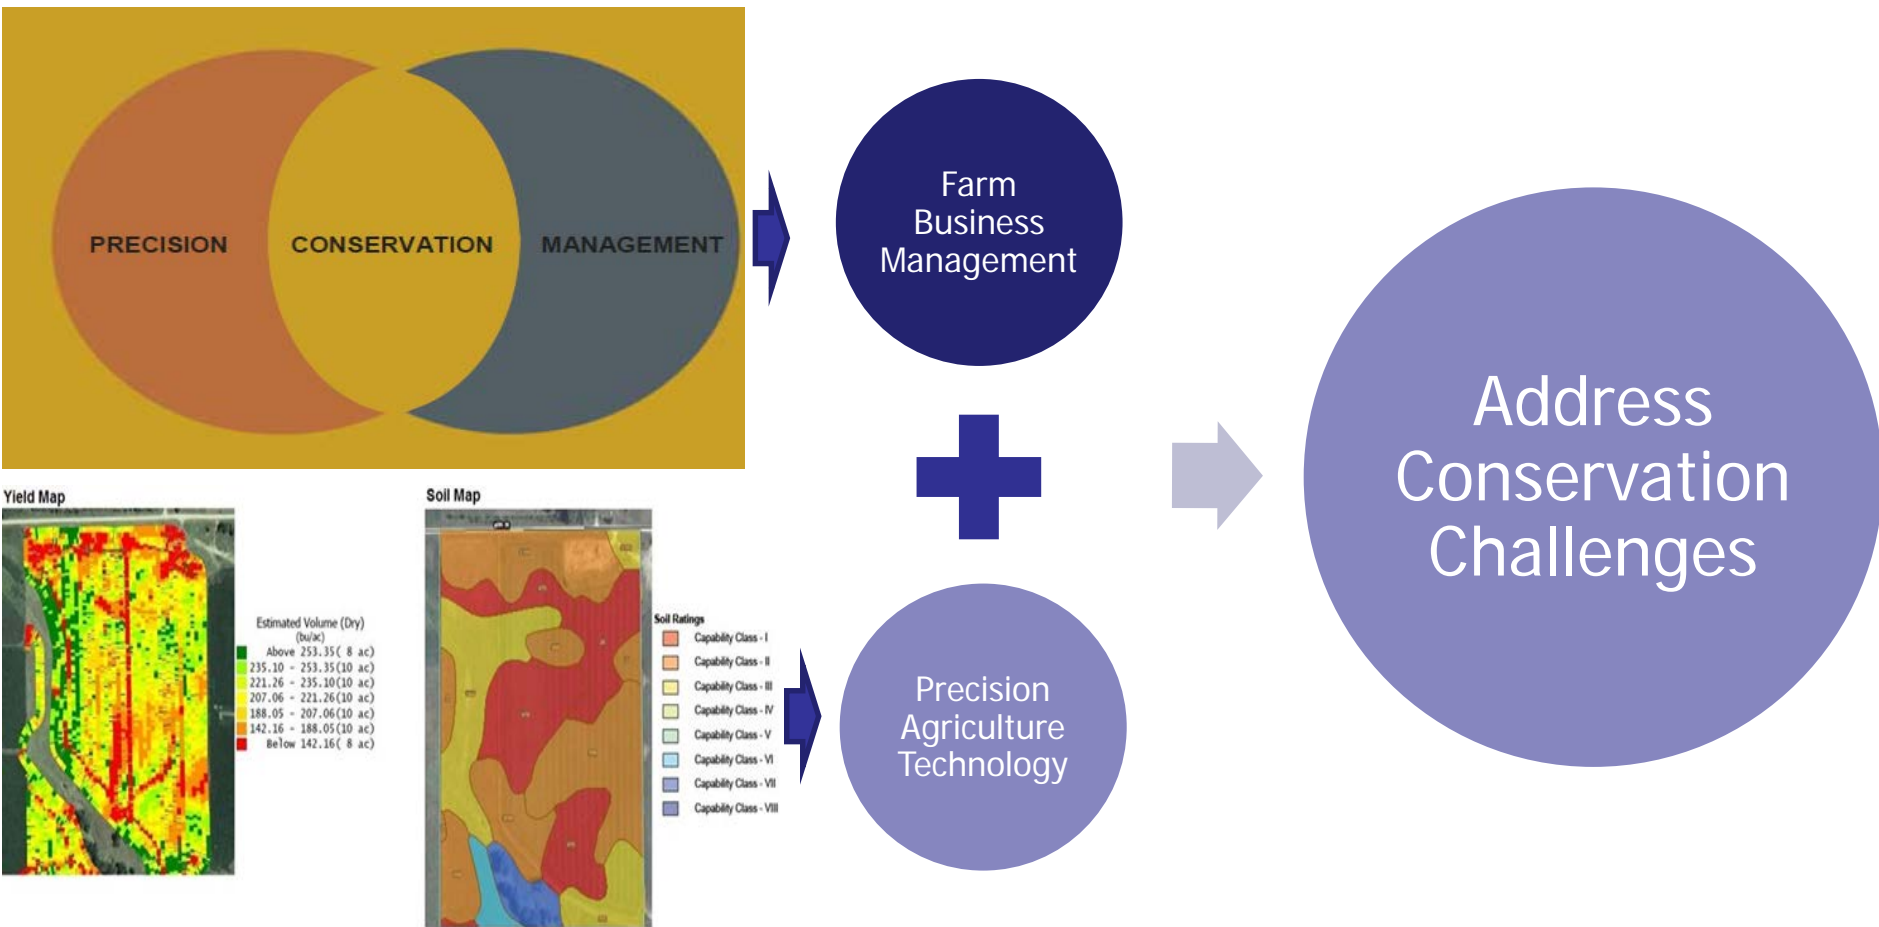 PRECISION
CONSERVATION
MANAGEMENT
Farm
Business
Management
Address
Conservation
Challenges
Yield Map
Estimated Volume (Dry)
(bu/ac)
Above 253.35( 8 ac)
235.10 - 253.35(10 ac)
221.26 - 235.10(10 ac)
207.06 - 221.26(10 ac)
188.05 - 207.06(10 ac)
142.16 - 188.05(10 ac)
Below 142.16( 8 ac)
Soil Map
Soil Ratings
Capability Class - I
Capability Class - II
Capability Class - III
Capability Class - IV
Capability Class - V
Capability Class - VI
Capability Class - VII
Capability Class - VIII
Precision
Agriculture
Technology